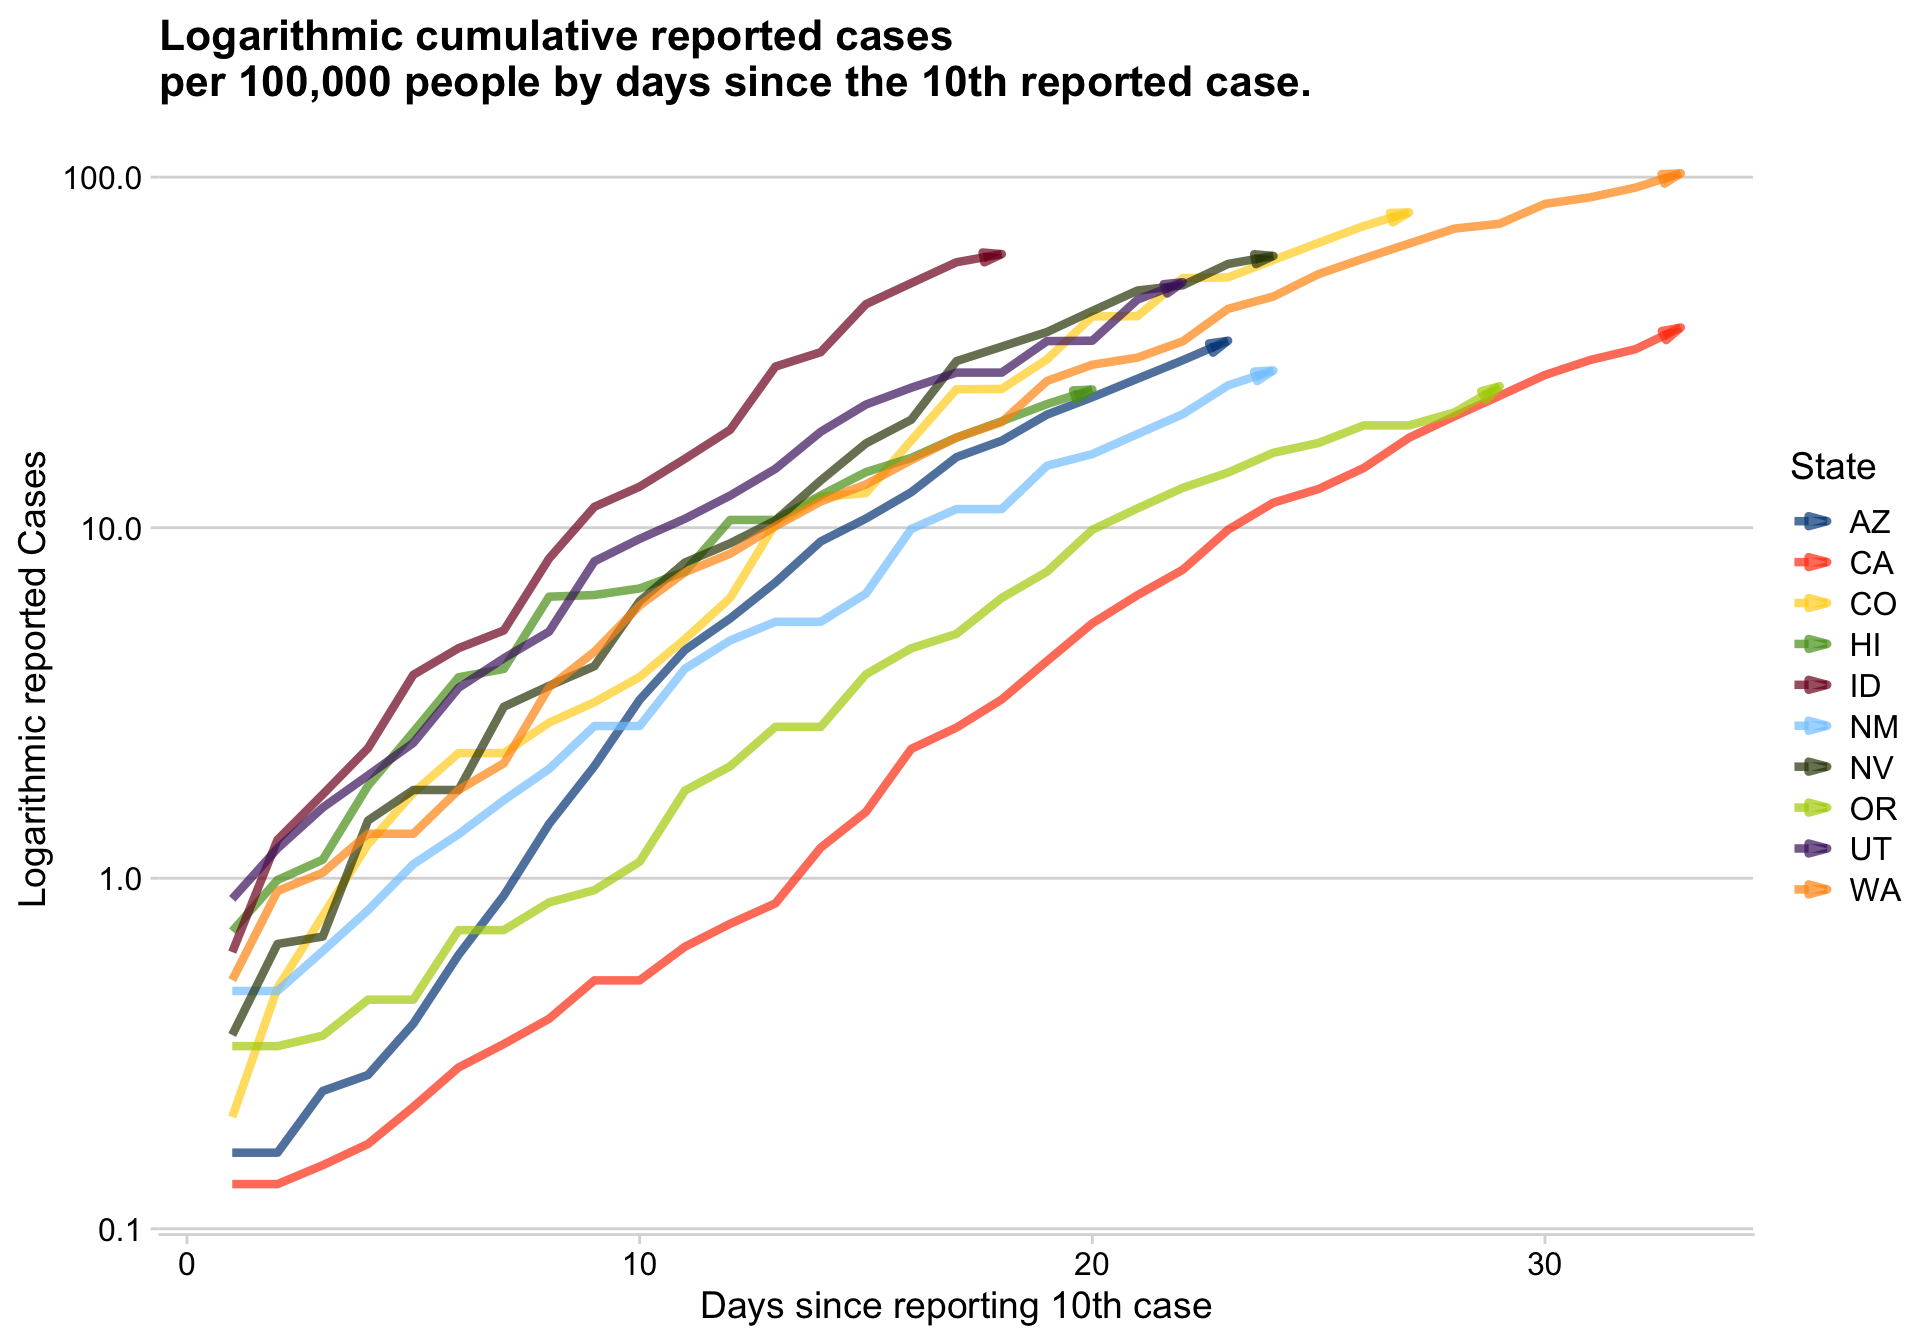 Logarithmic cumulative reported cases
per 100,000 people by days since the 10th reported case.
100.0
10.0
1.0
0.1
Logarithmic reported Cases
0
10
20
30
Days since reporting 10th case
State
AZ
CA
CO
HI
ID
NM
NV
OR
UT
WA